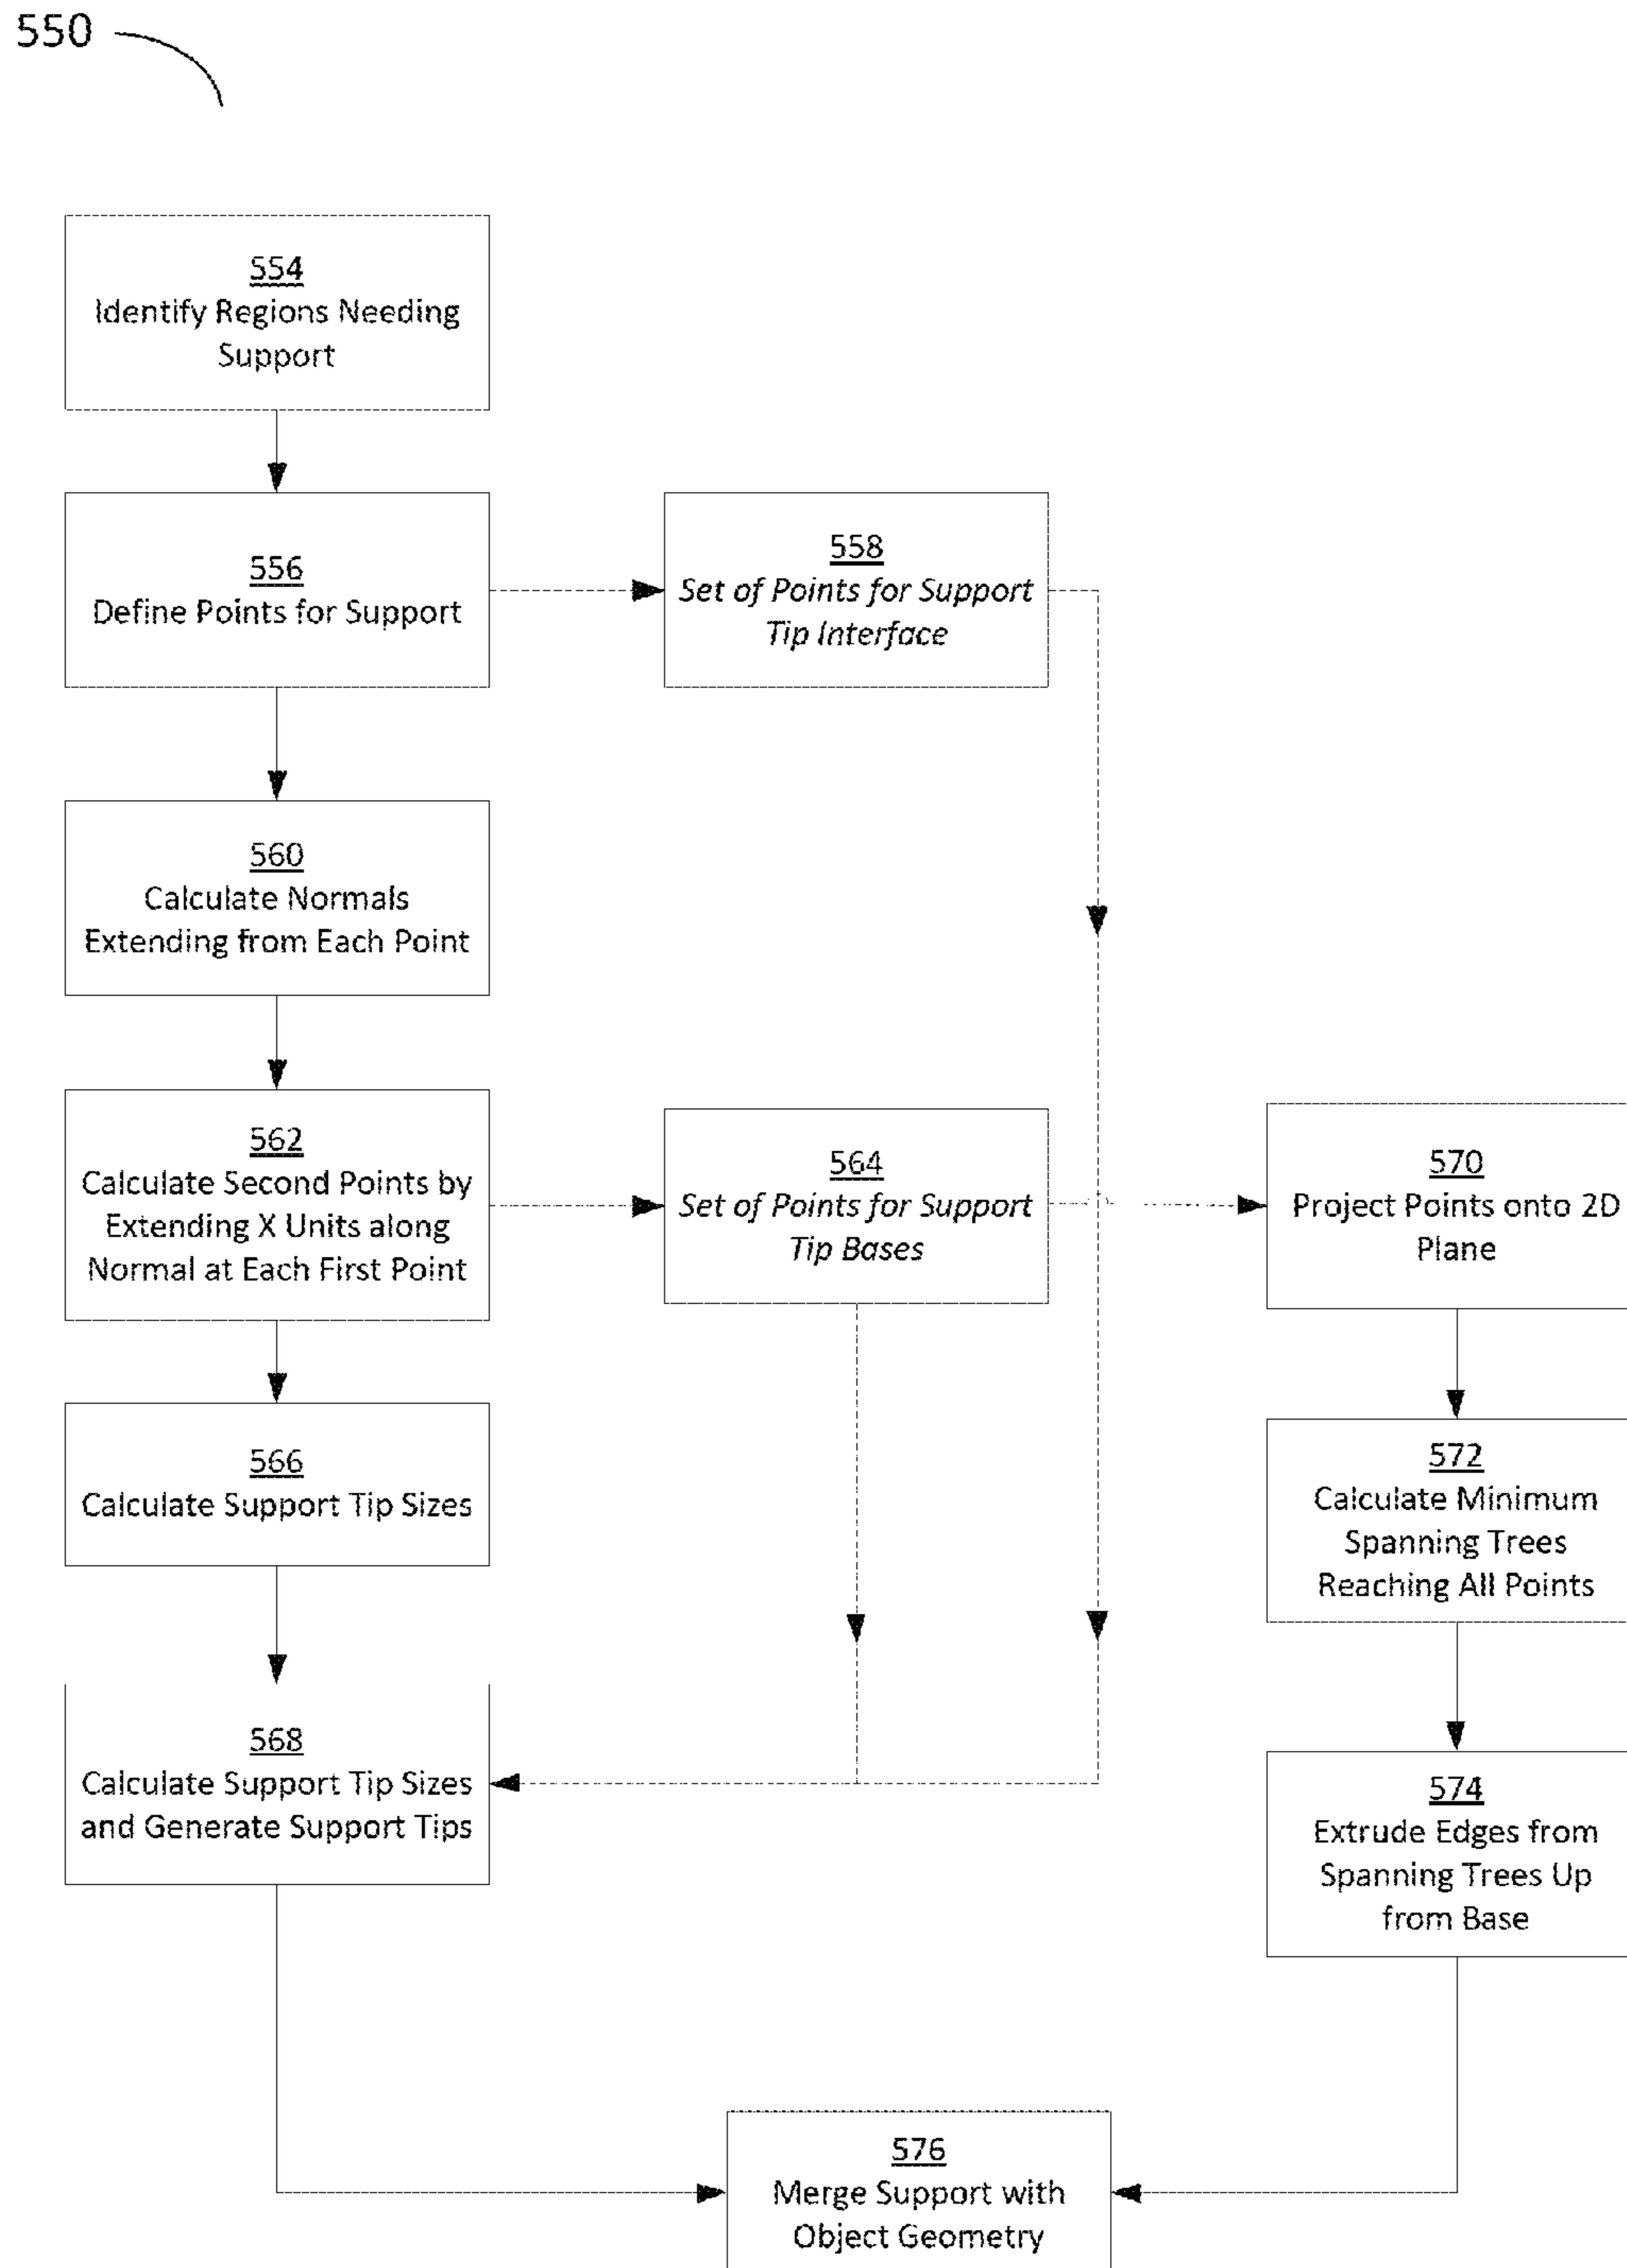 550
554
Identify Regions Needing
Support
556
Define Points for Support
558
Set of Points for Support
Tip Interface
560
Calculate Normals
Extending from Each Point
562
Calculate Second Points by
Extending X Units along
Normal at Each First Point
564
Set of Points for Support
Tip Bases
570
Project Points onto 2D
Plane
566
Calculate Support Tip Sizes
572
Calculate Minimum
Spanning Trees
Reaching All Points
568
Calculate Support Tip Sizes
and Generate Support Tips
574
Extrude Edges from
Spanning Trees Up
from Base
576
Merge Support with
Object Geometry